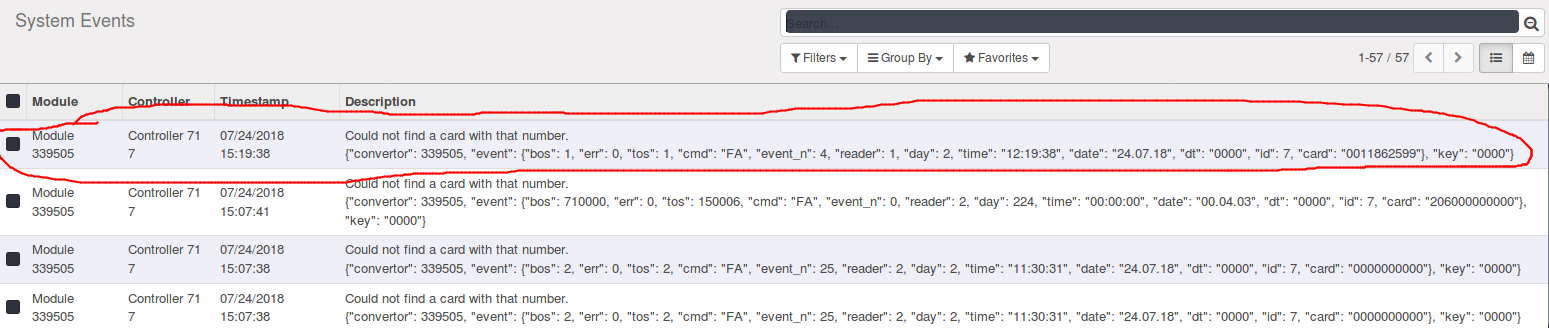 System Events
Search...
Filters Group By Favorites 1-57 / 57
Module Controller Timestamp Description
Module 339505 Controller 71 7 07/24/2018 15:19:38 Could not find a card with that number.
{"convertor": 339505, "event": {"bos": 1, "err": 0, "tos": 1, "cmd": "FA", "event_n": 4, "reader": 1, "day": 2, "time": "12:19:38", "date": "24.07.18", "dt": "0000", "id": 7, "card": "0011862599"}, "key": "0000"}
Module 339505 Controller 71 7 07/24/2018 15:07:41 Could not find a card with that number.
{"convertor": 339505, "event": {"bos": 710000, "err": 0, "tos": 150006, "cmd": "FA", "event_n": 0, "reader": 2, "day": 224, "time": "00:00:00", "date": "00.04.03", "dt": "0000", "id": 7, "card": "206000000000"},
"key": "0000"}
Module 339505 Controller 71 7 07/24/2018 15:07:38 Could not find a card with that number.
{"convertor": 339505, "event": {"bos": 2, "err": 0, "tos": 2, "cmd": "FA", "event_n": 25, "reader": 2, "day": 2, "time": "11:30:31", "date": "24.07.18", "dt": "0000", "id": 7, "card": "0000000000"}, "key": "0000"}
Module 339505 Controller 71 7 07/24/2018 15:07:38 Could not find a card with that number.
{"convertor": 339505, "event": {"bos": 2, "err": 0, "tos": 2, "cmd": "FA", "event_n": 25, "reader": 2, "day": 2, "time": "11:30:31", "date": "24.07.18", "dt": "0000", "id": 7, "card": "0000000000"}, "key": "0000"}